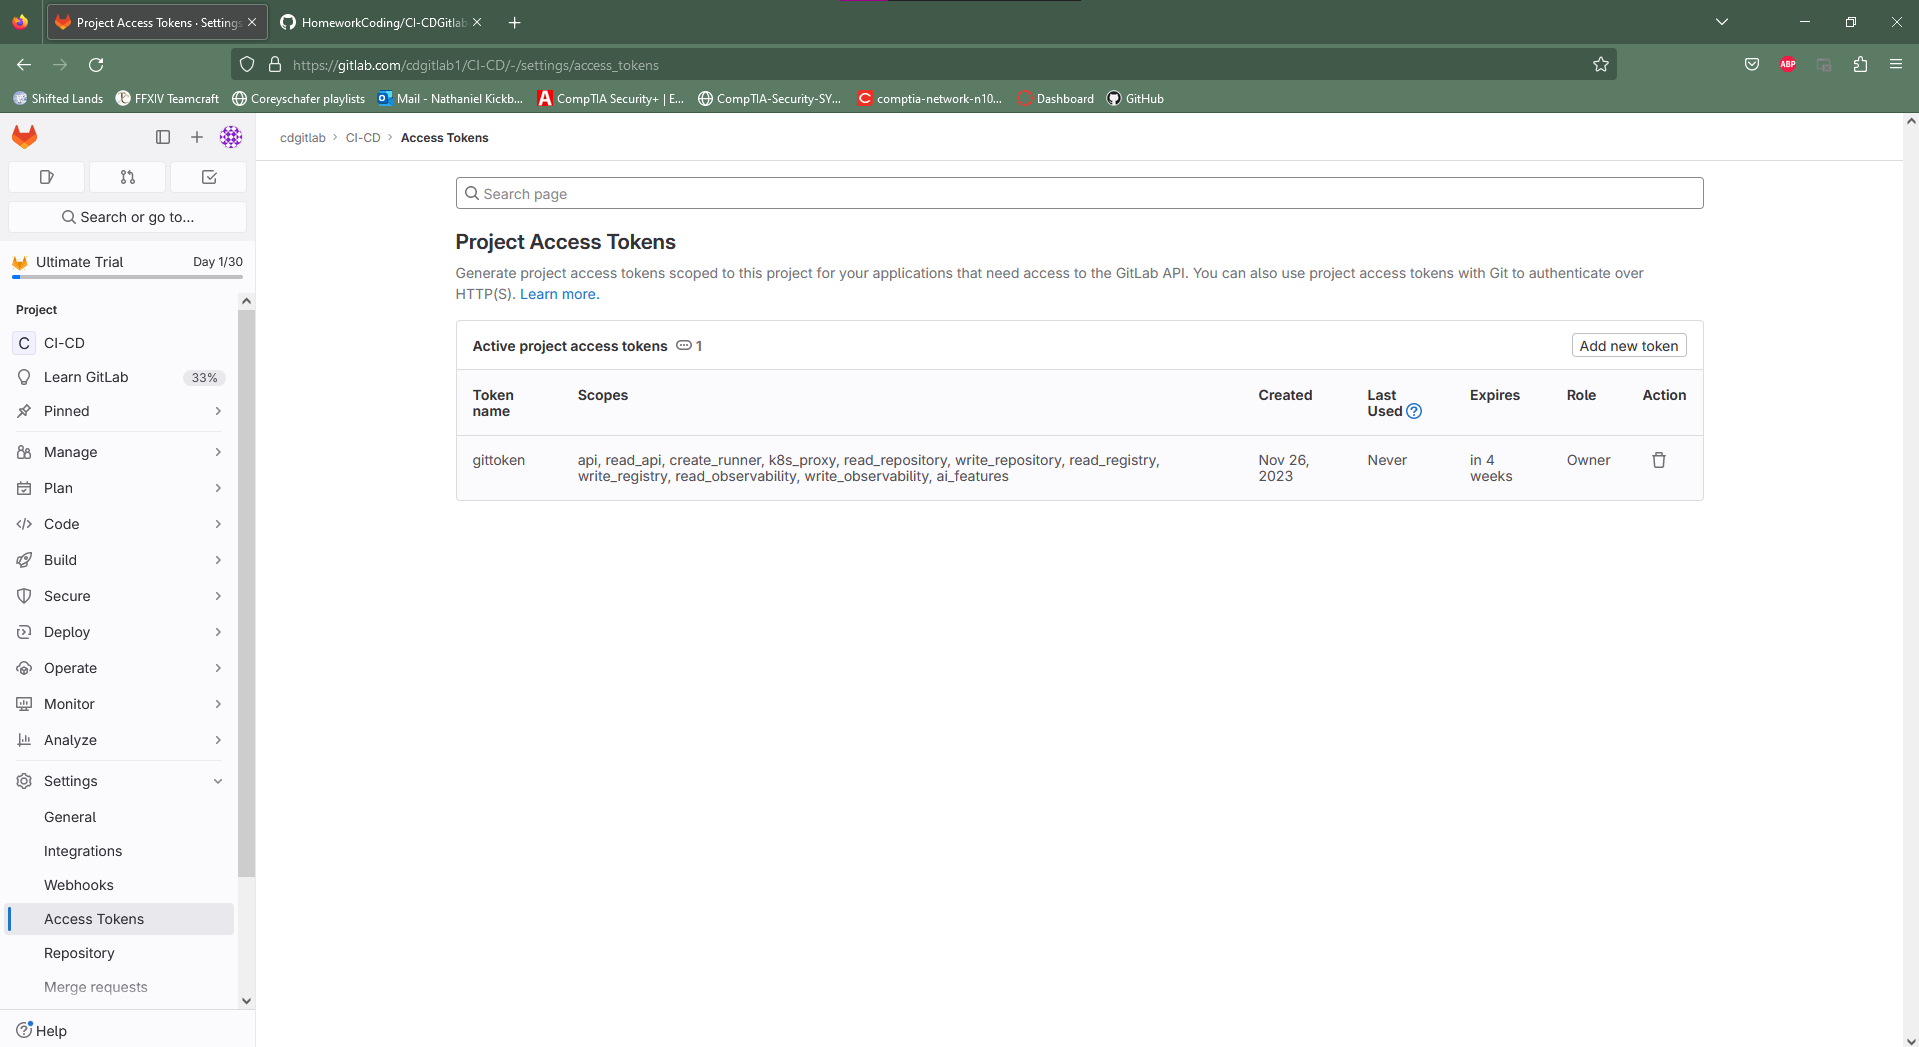 Project Access Tokens · Settings
HomeworkCoding/CI-CDGitlab
https://gitlab.com/cdgitlab1/CI-CD/-/settings/access_tokens
ABP
Shifted Lands
FFXIV Teamcraft
Coreyschafer playlists
Mail - Nathaniel Kickb...
CompTIA Security+ | E...
CompTIA-Security-SY...
comptia-network-n10...
Dashboard
GitHub
cdgitlab › CI-CD › Access Tokens
Search or go to...
Ultimate Trial Day 1/30
Project
C CI-CD
Learn GitLab 33%
Pinned
Manage
Plan
Code
Build
Secure
Deploy
Operate
Monitor
Analyze
Settings
General
Integrations
Webhooks
Access Tokens
Repository
Merge requests
Help
Search page
Project Access Tokens
Generate project access tokens scoped to this project for your applications that need access to the GitLab API. You can also use project access tokens with Git to authenticate over
HTTP(S). Learn more.
Active project access tokens 1
Add new token
Token name
Scopes
Created
Last Used
Expires
Role
Action
gittoken
api, read_api, create_runner, k8s_proxy, read_repository, write_repository, read_registry,
write_registry, read_observability, write_observability, ai_features
Nov 26,
2023
Never
in 4
weeks
Owner